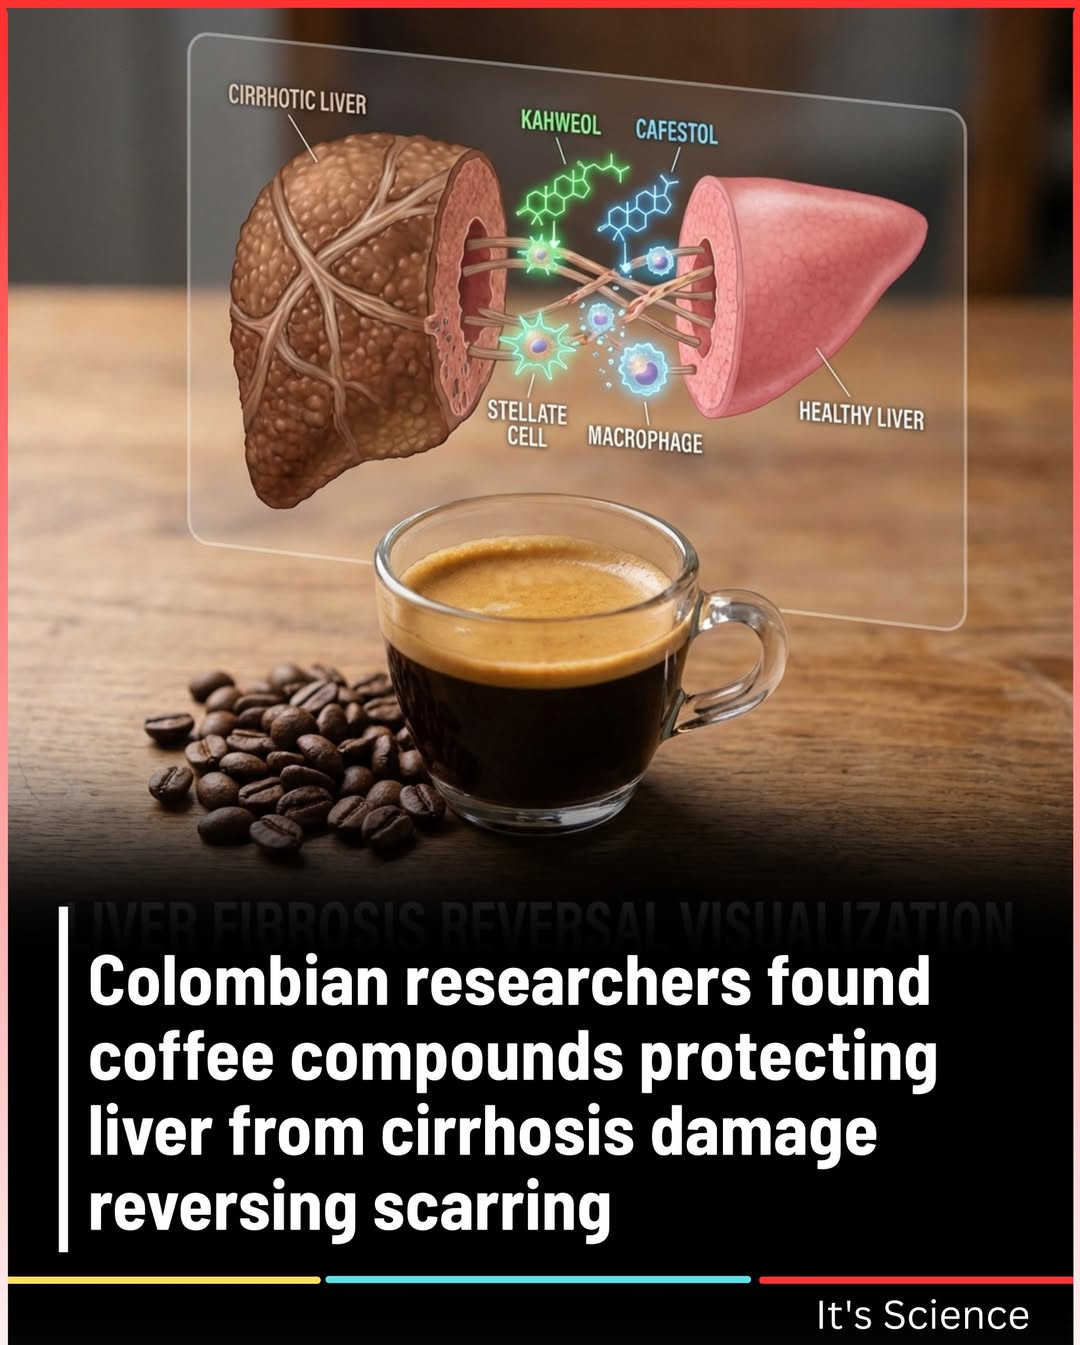 CIRRHOTIC LIVER
KAHWEOL
CAFESTOL
STELLATE
CELL
MACROPHAGE
HEALTHY LIVER
LIVER FIBROSIS REVERSAL VISUALIZATION
Colombian researchers found
coffee compounds protecting
liver from cirrhosis damage
reversing scarring
It's Science